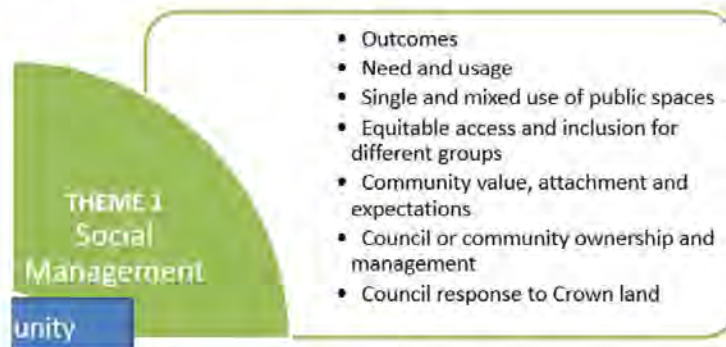 • Outcomes
• Need and usage
• Single and mixed use of public spaces
• Equitable access and inclusion for
different groups
• Community value, attachment and
expectations
• Council or community ownership and
management
• Council response to Crown land
THEME 1
Social
Management
unity